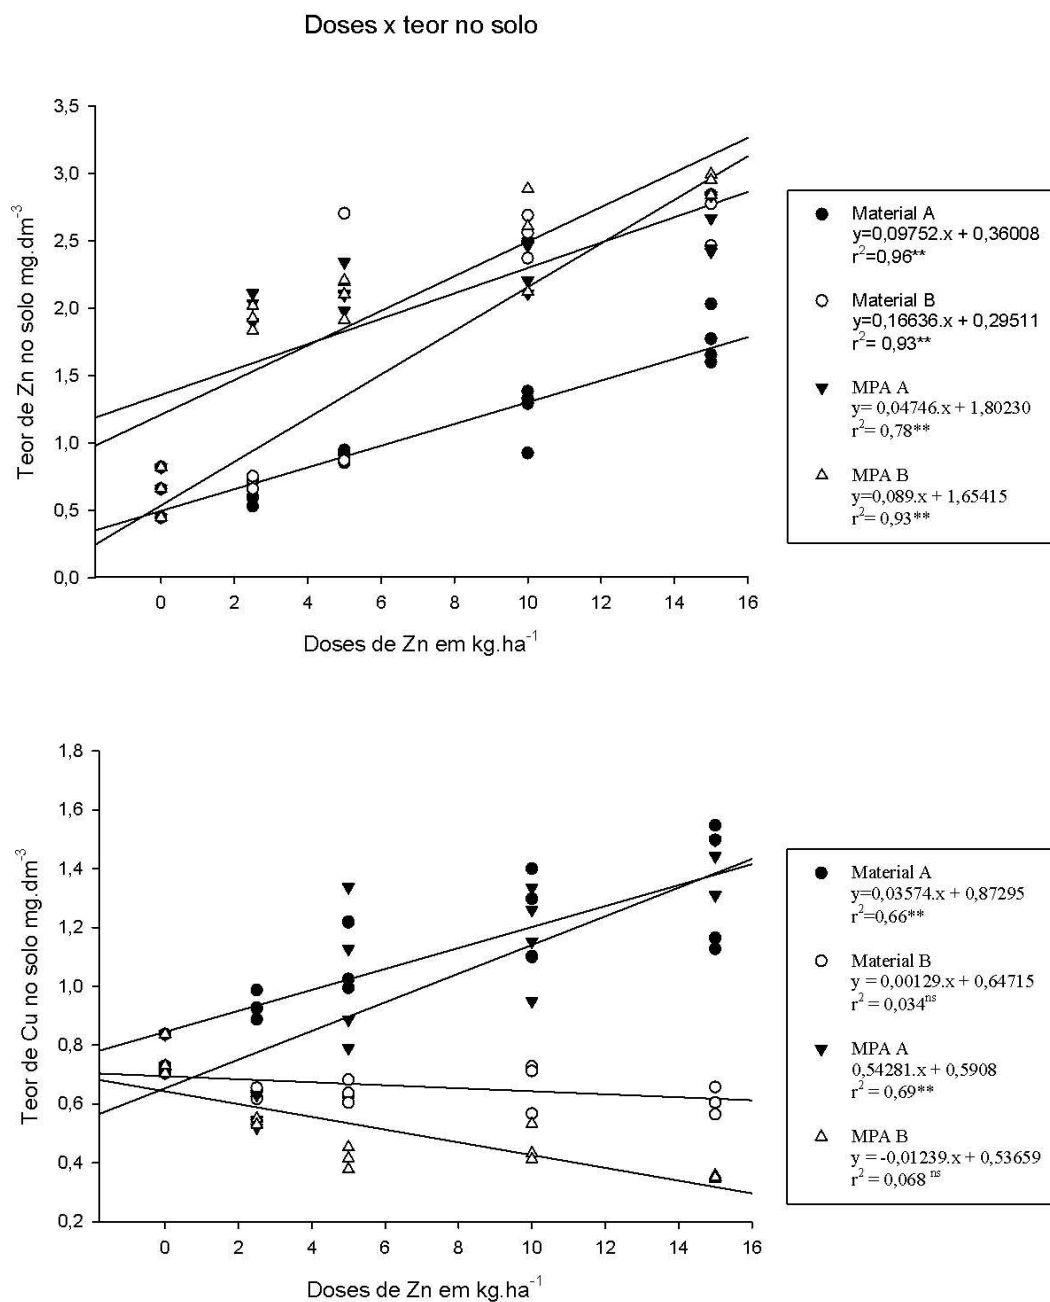 Doses x teor no solo
Teor de Zn no solo mg.dm⁻³
3,5
3,0
2,5
2,0
1,5
1,0
0,5
0,0
0 2 4 6 8 10 12 14 16
Doses de Zn em kg.ha⁻¹
Material A
y=0,09752.x + 0,36008
r²=0,96**
Material B
y=0,16636.x + 0,29511
r²= 0,93**
MPA A
y= 0,04746.x + 1,80230
r²= 0,78**
MPA B
y=0,089.x + 1,65415
r²= 0,93**
Teor de Cu no solo mg.dm⁻³
1,8
1,6
1,4
1,2
1,0
0,8
0,6
0,4
0,2
0 2 4 6 8 10 12 14 16
Doses de Zn em kg.ha⁻¹
Material A
y=0,03574.x + 0,87295
r²=0,66**
Material B
y = 0,00129.x + 0,64715
r² = 0,034ⁿˢ
MPA A
0,54281.x + 0,5908
r² = 0,69**
MPA B
y = -0,01239.x + 0,53659
r² = 0,068 ⁿˢ